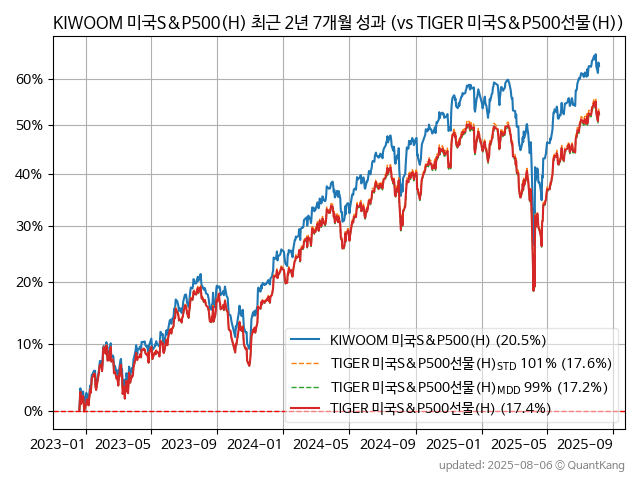 KIWOOM 미국S&P500(H) 최근 2년 7개월 성과 (vs TIGER 미국S&P500선물(H))
60%
50%
40%
30%
20%
10%
0%
KIWOOM 미국S&P500(H) (20.5%)
TIGER 미국S&P500선물(H)STD 101% (17.6%)
TIGER 미국S&P500선물(H)MDD 99% (17.2%)
TIGER 미국S&P500선물(H) (17.4%)
2023-01 2023-05 2023-09 2024-01 2024-05 2024-09 2025-01 2025-05 2025-09
updated: 2025-08-06 © QuantKang